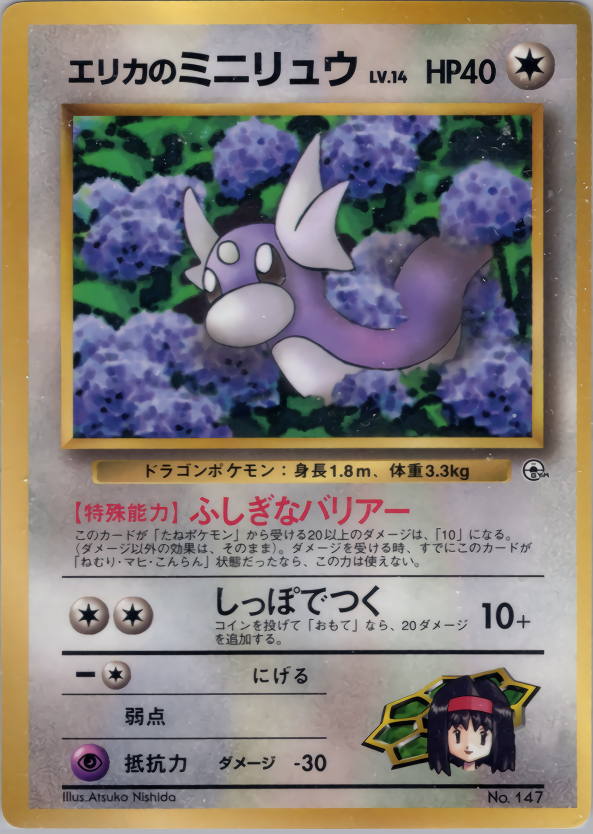 エリカのミニリュウ LV.14 HP40
ドラゴンポケモン：身長1.8m、体重3.3kg
【特殊能力】ふしぎなバリアー
このカードが「たねポケモン」から受ける20以上のダメージは、「10」になる。
（ダメージ以外の効果は、そのまま）。ダメージを受ける時、すでにこのカードが
「ねむり・マヒ・こんらん」状態だったなら、この力は使えない。
しっぽでつく 10+
コインを投げて「おもて」なら、20ダメージ
を追加する。
− にげる
弱点
抵抗力 ダメージ -30
Illus.Atsuko Nishida No. 147